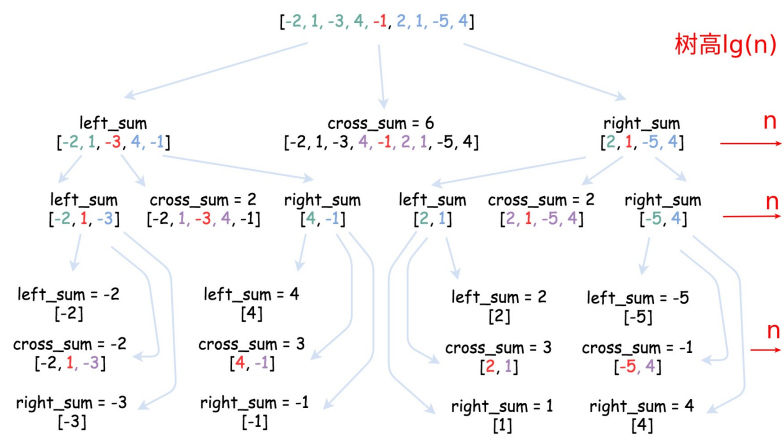 [-2, 1, -3, 4, -1, 2, 1, -5, 4]
树高lg(n)
left_sum cross_sum = 6 right_sum n
[-2, 1, -3, 4, -1] [-2, 1, -3, 4, -1, 2, 1, -5, 4] [2, 1, -5, 4]
left_sum cross_sum = 2 right_sum left_sum cross_sum = 2 right_sum n
[-2, 1, -3] [-2, 1, -3, 4, -1] [4, -1] [2, 1] [2, 1, -5, 4] [-5, 4]
left_sum = -2 left_sum = 4 left_sum = 2 left_sum = -5
[-2] [4] [2] [-5]
n
cross_sum = -2 cross_sum = 3 cross_sum = 3 cross_sum = -1
[-2, 1, -3] [4, -1] [2, 1] [-5, 4]
right_sum = -3 right_sum = -1 right_sum = 1 right_sum = 4
[-3] [-1] [1] [4]